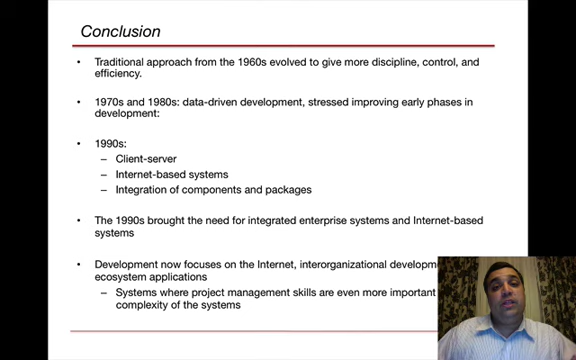 Conclusion
• Traditional approach from the 1960s evolved to give more discipline, control, and
efficiency.
• 1970s and 1980s: data-driven development, stressed improving early phases in
development:
• 1990s:
– Client-server
– Internet-based systems
– Integration of components and packages
• The 1990s brought the need for integrated enterprise systems and Internet-based
systems
• Development now focuses on the Internet, interorganizational
ecosystem applications
– Systems where project management skills are even more important
complexity of the systems